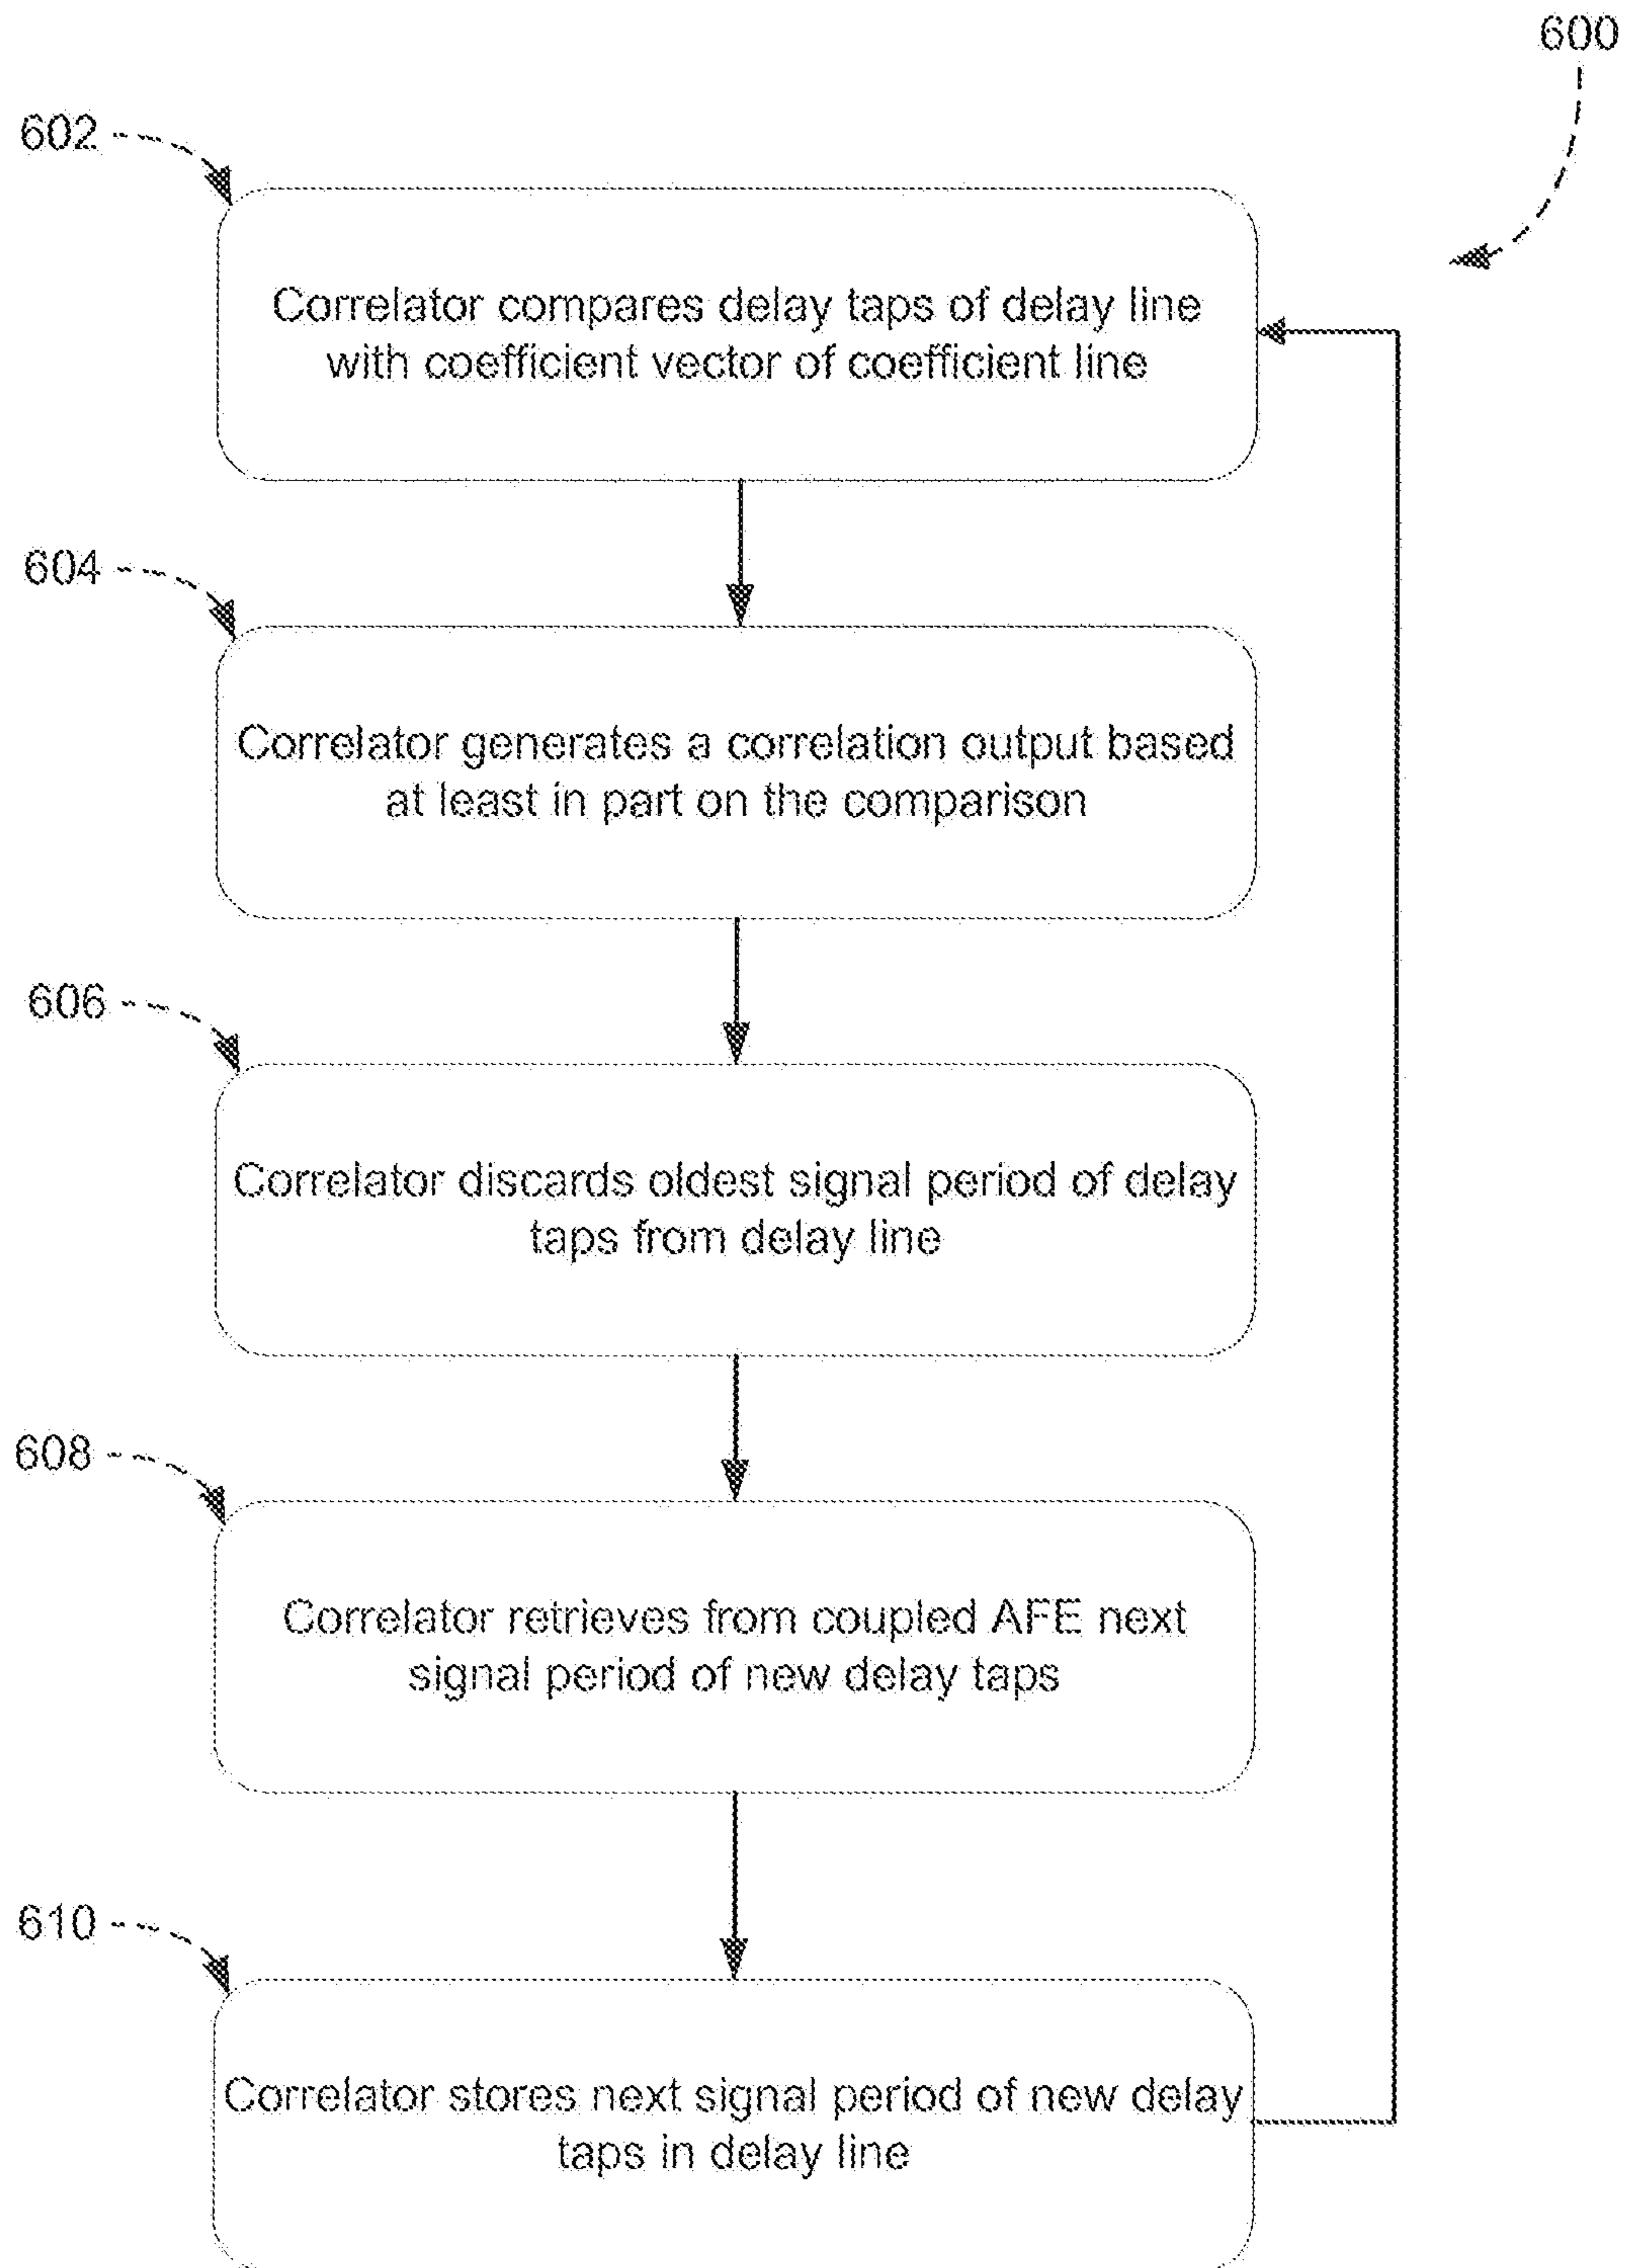 600
602
Correlator compares delay taps of delay line
with coefficient vector of coefficient line
604
Correlator generates a correlation output based
at least in part on the comparison
606
Correlator discards oldest signal period of delay
taps from delay line
608
Correlator retrieves from coupled AFE next
signal period of new delay taps
610
Correlator stores next signal period of new delay
taps in delay line